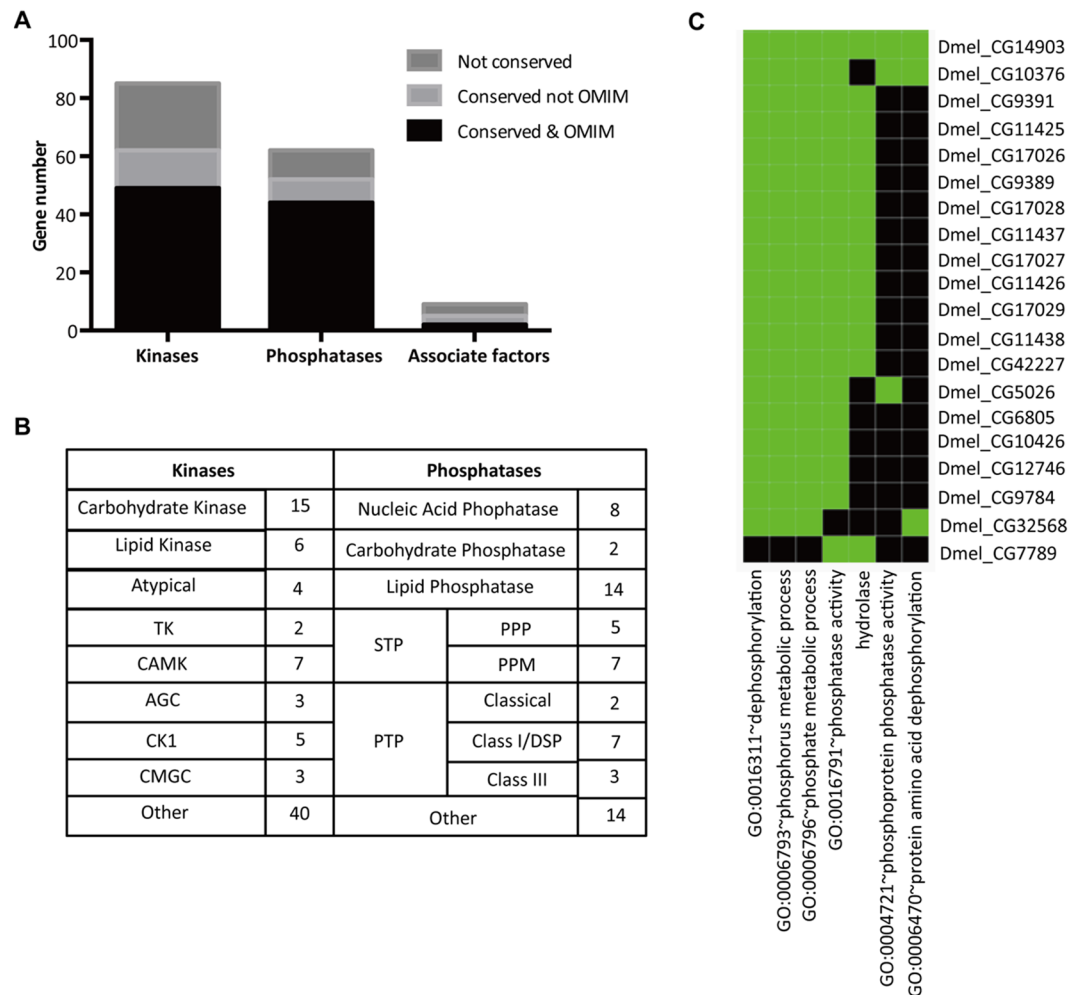 A
100
80
60
40
20
0
Gene number
Not conserved
Conserved not OMIM
Conserved & OMIM
Kinases Phosphatases Associate factors
B
Kinases Phosphatases
Carbohydrate Kinase 15 Nucleic Acid Phophatase 8
Lipid Kinase 6 Carbohydrate Phosphatase 2
Atypical 4 Lipid Phosphatase 14
TK 2 STP PPP 5
CAMK 7 PPM 7
AGC 3 PTP Classical 2
CK1 5 Class I/DSP 7
CMGC 3 Class III 3
Other 40 Other 14
C
Dmel_CG14903
Dmel_CG10376
Dmel_CG9391
Dmel_CG11425
Dmel_CG17026
Dmel_CG9389
Dmel_CG17028
Dmel_CG11437
Dmel_CG17027
Dmel_CG11426
Dmel_CG17029
Dmel_CG11438
Dmel_CG42227
Dmel_CG5026
Dmel_CG6805
Dmel_CG10426
Dmel_CG12746
Dmel_CG9784
Dmel_CG32568
Dmel_CG7789
GO:0016311~dephosphorylation
GO:0006793~phosphorus metabolic process
GO:0006796~phosphate metabolic process
GO:0016791~phosphatase activity
hydrolase
GO:0004721~phosphoprotein phosphatase activity
GO:0006470~protein amino acid dephosphorylation